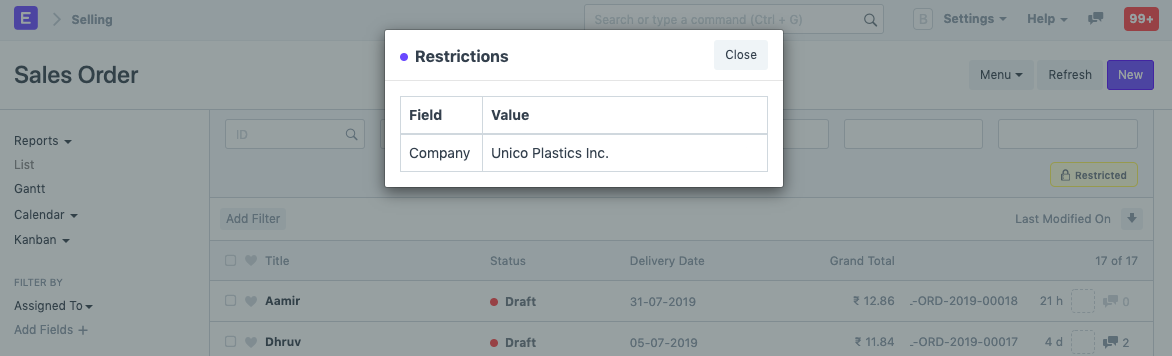 E > Selling
Search or type a command (Ctrl + G)
B Settings Help 99+
Sales Order
Menu Refresh New
Restrictions
Close
Field Value
Company Unico Plastics Inc.
Reports
List
Gantt
Calendar
Kanban
FILTER BY
Assigned To
Add Fields +
ID
Restricted
Add Filter Last Modified On
Title Status Delivery Date Grand Total 17 of 17
Aamir Draft 31-07-2019 ₹ 12.86 -ORD-2019-00018 21 h 0
Dhruv Draft 05-07-2019 ₹ 11.84 -ORD-2019-00017 4 d 2